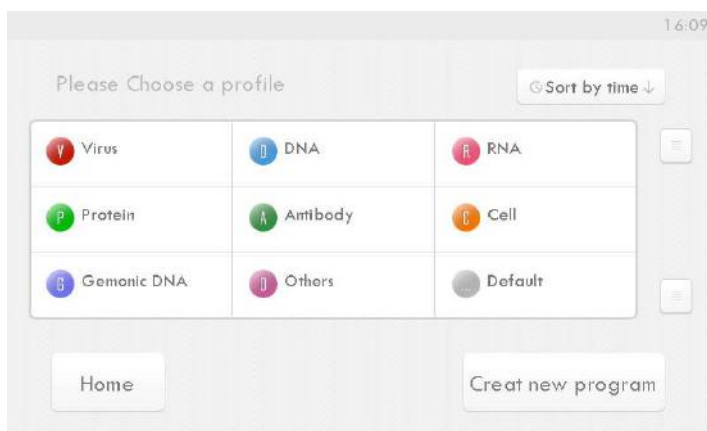 16:09
Please Choose a profile
Sort by time ↓
V Virus
D DNA
R RNA
P Protein
A Antibody
C Cell
G Gemonic DNA
O Others
... Default
Home
Creat new program